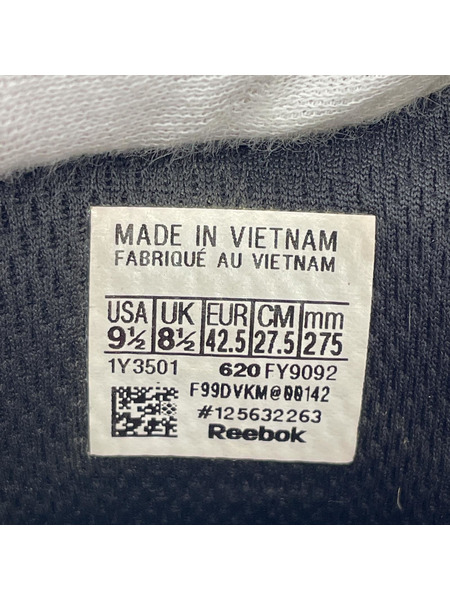 MADE IN VIETNAM
FABRIQUÉ AU VIETNAM
USA UK EUR CM mm
9½ 8½ 42.5 27.5 275
1Y3501 620 FY9092
F99DVKM@00142
#125632263
Reebok